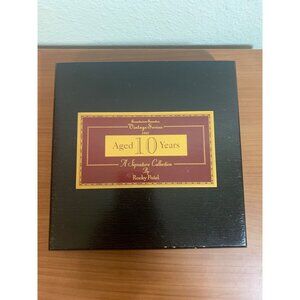 Vintage Series
Aged 10 Years
A Signature Collection
By
Rocky Patel